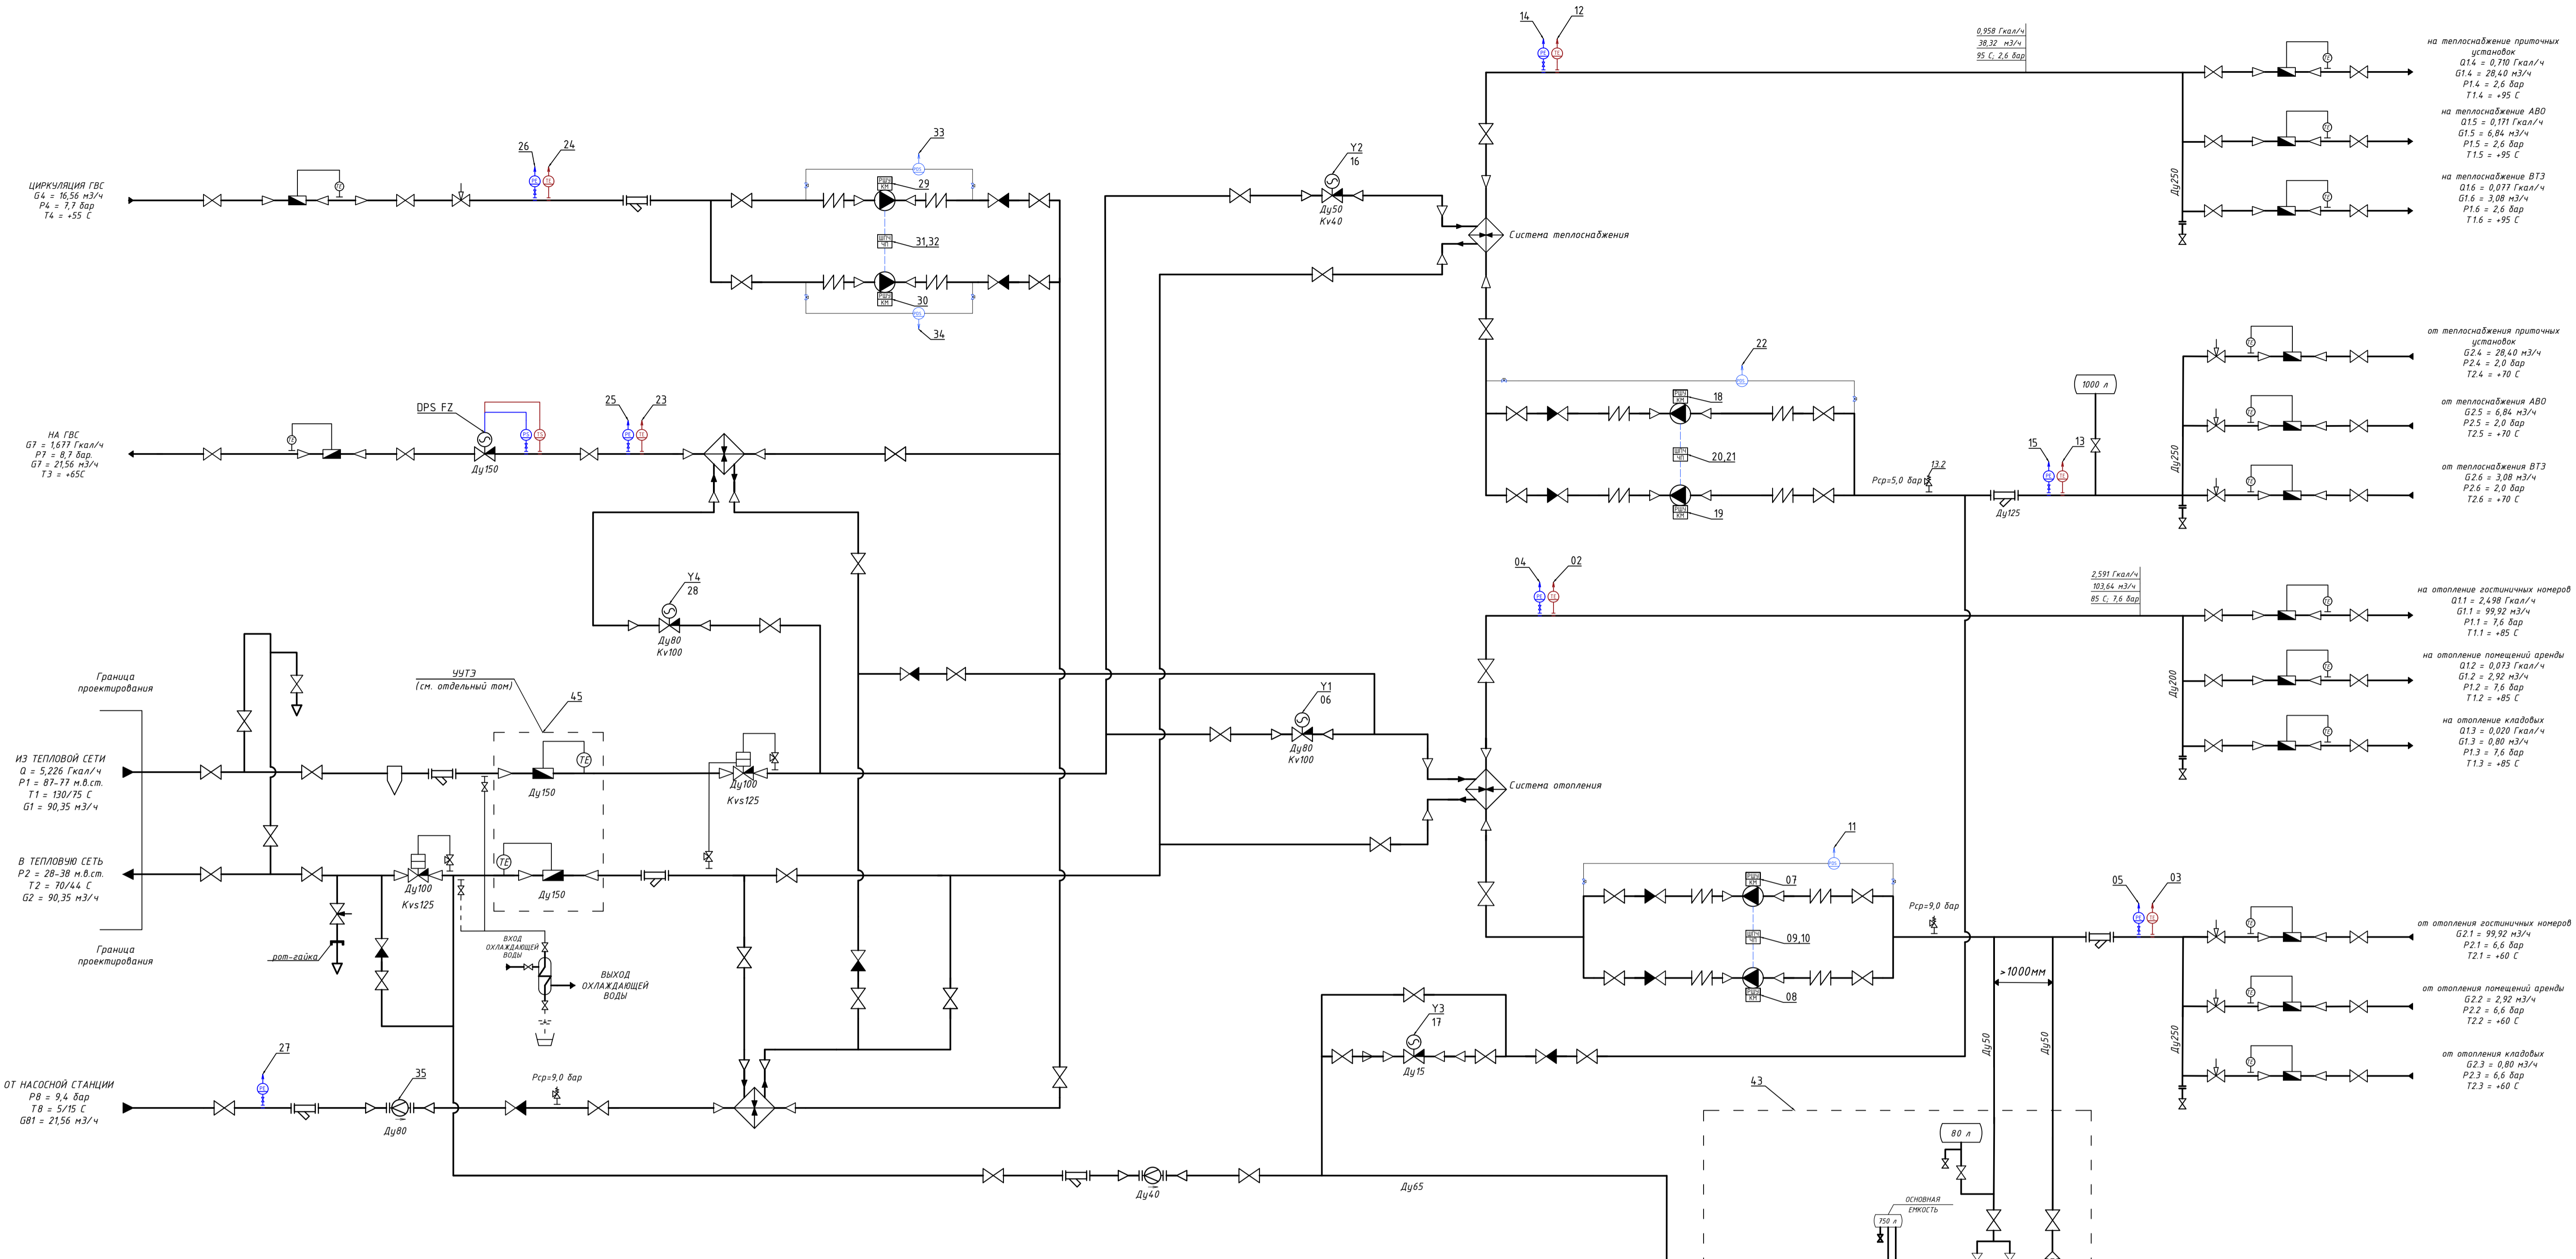 14
12
0,958 Гкал/ч
38,32 м3/ч
95 С; 2,6 бар
на теплоснабжение приточных
установок
Q1.4 = 0,710 Гкал/ч
G1.4 = 28,40 м3/ч
P1.4 = 2,6 бар
T1.4 = +95 С
на теплоснабжение АВО
Q1.5 = 0,171 Гкал/ч
G1.5 = 6,84 м3/ч
P1.5 = 2,6 бар
T1.5 = +95 С
на теплоснабжение ВТЗ
Q1.6 = 0,077 Гкал/ч
G1.6 = 3,08 м3/ч
P1.6 = 2,6 бар
T1.6 = +95 С
Ду250
ЦИРКУЛЯЦИЯ ГВС
G4 = 16,56 м3/ч
P4 = 7,7 бар
T4 = +55 С
TE
26
24
PE
TE
33
29
31,32
30
34
Y2
16
Ду50
Kv40
Система теплоснабжения
22
18
20,21
19
Pср=5,0 бар
13.2
Ду125
15
13
1000 л
Ду250
от теплоснабжения приточных
установок
G2.4 = 28,40 м3/ч
P2.4 = 2,0 бар
T2.4 = +70 С
от теплоснабжения АВО
G2.5 = 6,84 м3/ч
P2.5 = 2,0 бар
T2.5 = +70 С
от теплоснабжения ВТЗ
G2.6 = 3,08 м3/ч
P2.6 = 2,0 бар
T2.6 = +70 С
НА ГВС
G7 = 1,677 Гкал/ч
P7 = 8,7 бар.
G7 = 21,56 м3/ч
T3 = +65С
DPS FZ
PS
TS
Ду150
25
23
Y4
28
Ду80
Kv100
04
02
2,591 Гкал/ч
103,64 м3/ч
85 С; 7,6 бар
на отопление гостиничных номеров
Q1.1 = 2,498 Гкал/ч
G1.1 = 99,92 м3/ч
P1.1 = 7,6 бар
T1.1 = +85 С
на отопление помещений аренды
Q1.2 = 0,073 Гкал/ч
G1.2 = 2,92 м3/ч
P1.2 = 7,6 бар
T1.2 = +85 С
на отопление кладовых
Q1.3 = 0,020 Гкал/ч
G1.3 = 0,80 м3/ч
P1.3 = 7,6 бар
T1.3 = +85 С
Ду200
Граница
проектирования
УУТЭ
(см. отдельный том)
45
ИЗ ТЕПЛОВОЙ СЕТИ
Q = 5,226 Гкал/ч
P1 = 87-77 м.в.ст.
T1 = 130/75 С
G1 = 90,35 м3/ч
TE
Ду150
Ду100
Kvs125
Y1
06
Ду80
Kv100
Система отопления
В ТЕПЛОВУЮ СЕТЬ
P2 = 28-38 м.в.ст.
T2 = 70/44 С
G2 = 90,35 м3/ч
Ду100
Kvs125
TE
Ду150
Граница
проектирования
рот-гайка
ВХОД
ОХЛАЖДАЮЩЕЙ
ВОДЫ
ВЫХОД
ОХЛАЖДАЮЩЕЙ
ВОДЫ
11
07
09,10
08
Pср=9,0 бар
05
03
>1000мм
Ду50
Ду50
Ду250
от отопления гостиничных номеров
G2.1 = 99,92 м3/ч
P2.1 = 6,6 бар
T2.1 = +60 С
от отопления помещений аренды
G2.2 = 2,92 м3/ч
P2.2 = 6,6 бар
T2.2 = +60 С
от отопления кладовых
G2.3 = 0,80 м3/ч
P2.3 = 6,6 бар
T2.3 = +60 С
Y3
17
Ду15
ОТ НАСОСНОЙ СТАНЦИИ
P8 = 9,4 бар
T8 = 5/15 С
G81 = 21,56 м3/ч
27
PE
35
Ду80
Pср=9,0 бар
Ду40
Ду65
43
80 л
ОСНОВНАЯ
ЕМКОСТЬ
750 л